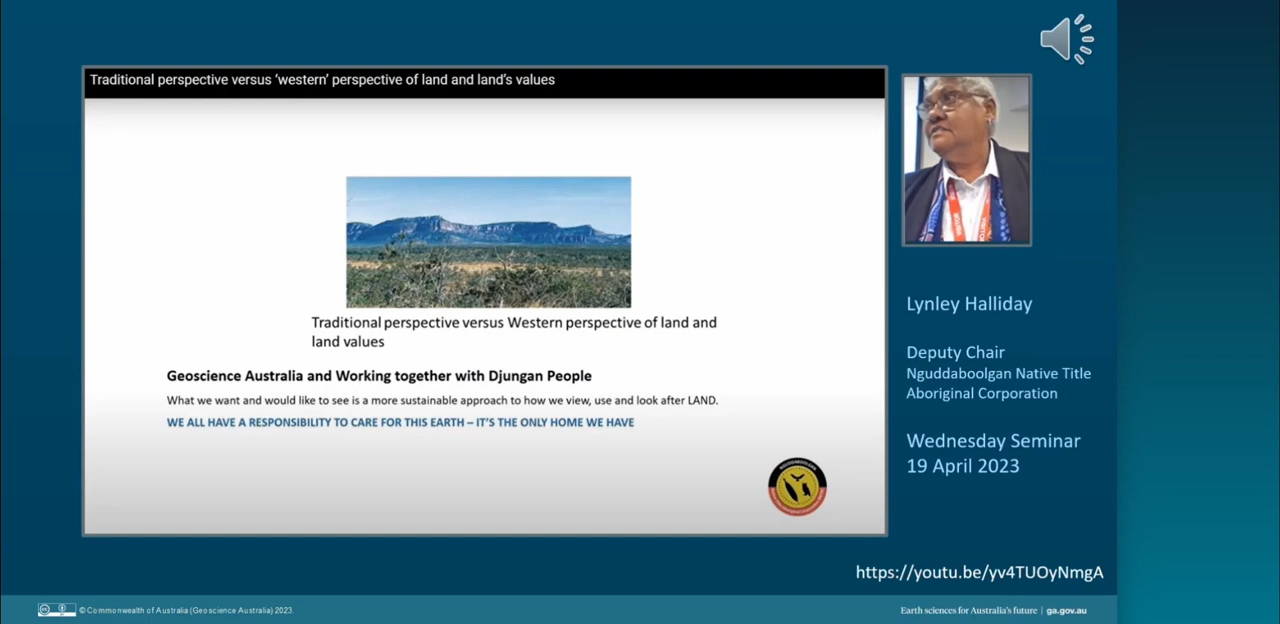 Traditional perspective versus ‘western’ perspective of land and land’s values
Traditional perspective versus Western perspective of land and
land values
Geoscience Australia and Working together with Djungan People
What we want and would like to see is a more sustainable approach to how we view, use and look after LAND.
WE ALL HAVE A RESPONSIBILITY TO CARE FOR THIS EARTH – IT’S THE ONLY HOME WE HAVE
NGUDDABOOLGAN
VISITOR
VISITOR
Lynley Halliday
Deputy Chair
Nguddaboolgan Native Title
Aboriginal Corporation
Wednesday Seminar
19 April 2023
https://youtu.be/yv4TUOyNmgA
© Commonwealth of Australia (Geoscience Australia) 2023.
Earth sciences for Australia’s future | ga.gov.au